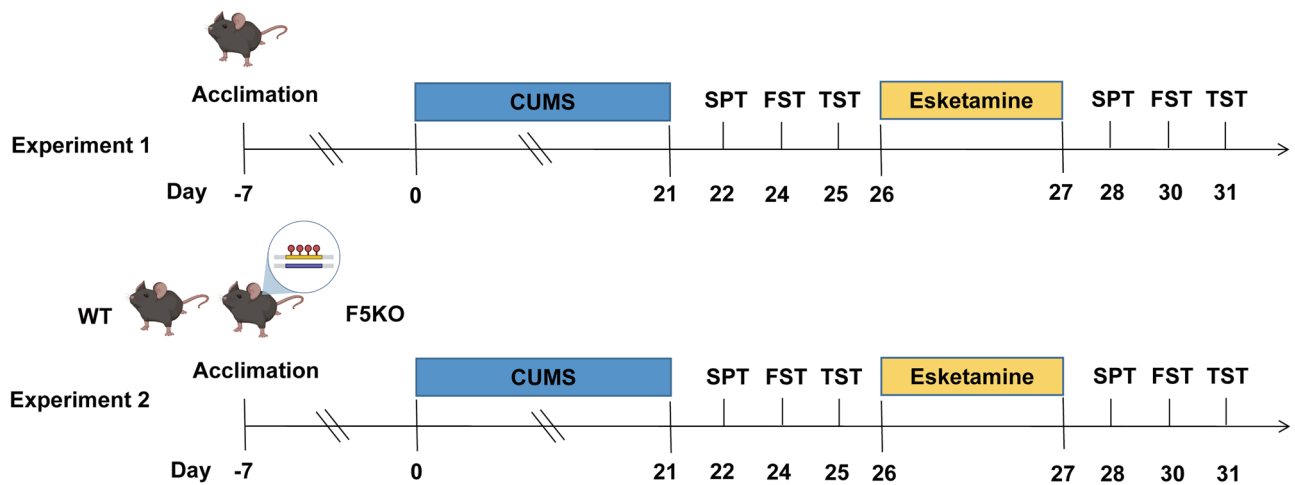 Acclimation
CUMS
SPT FST TST
Esketamine
SPT FST TST
Experiment 1
Day -7 0 21 22 24 25 26 27 28 30 31
WT
F5KO
Acclimation
CUMS
SPT FST TST
Esketamine
SPT FST TST
Experiment 2
Day -7 0 21 22 24 25 26 27 28 30 31